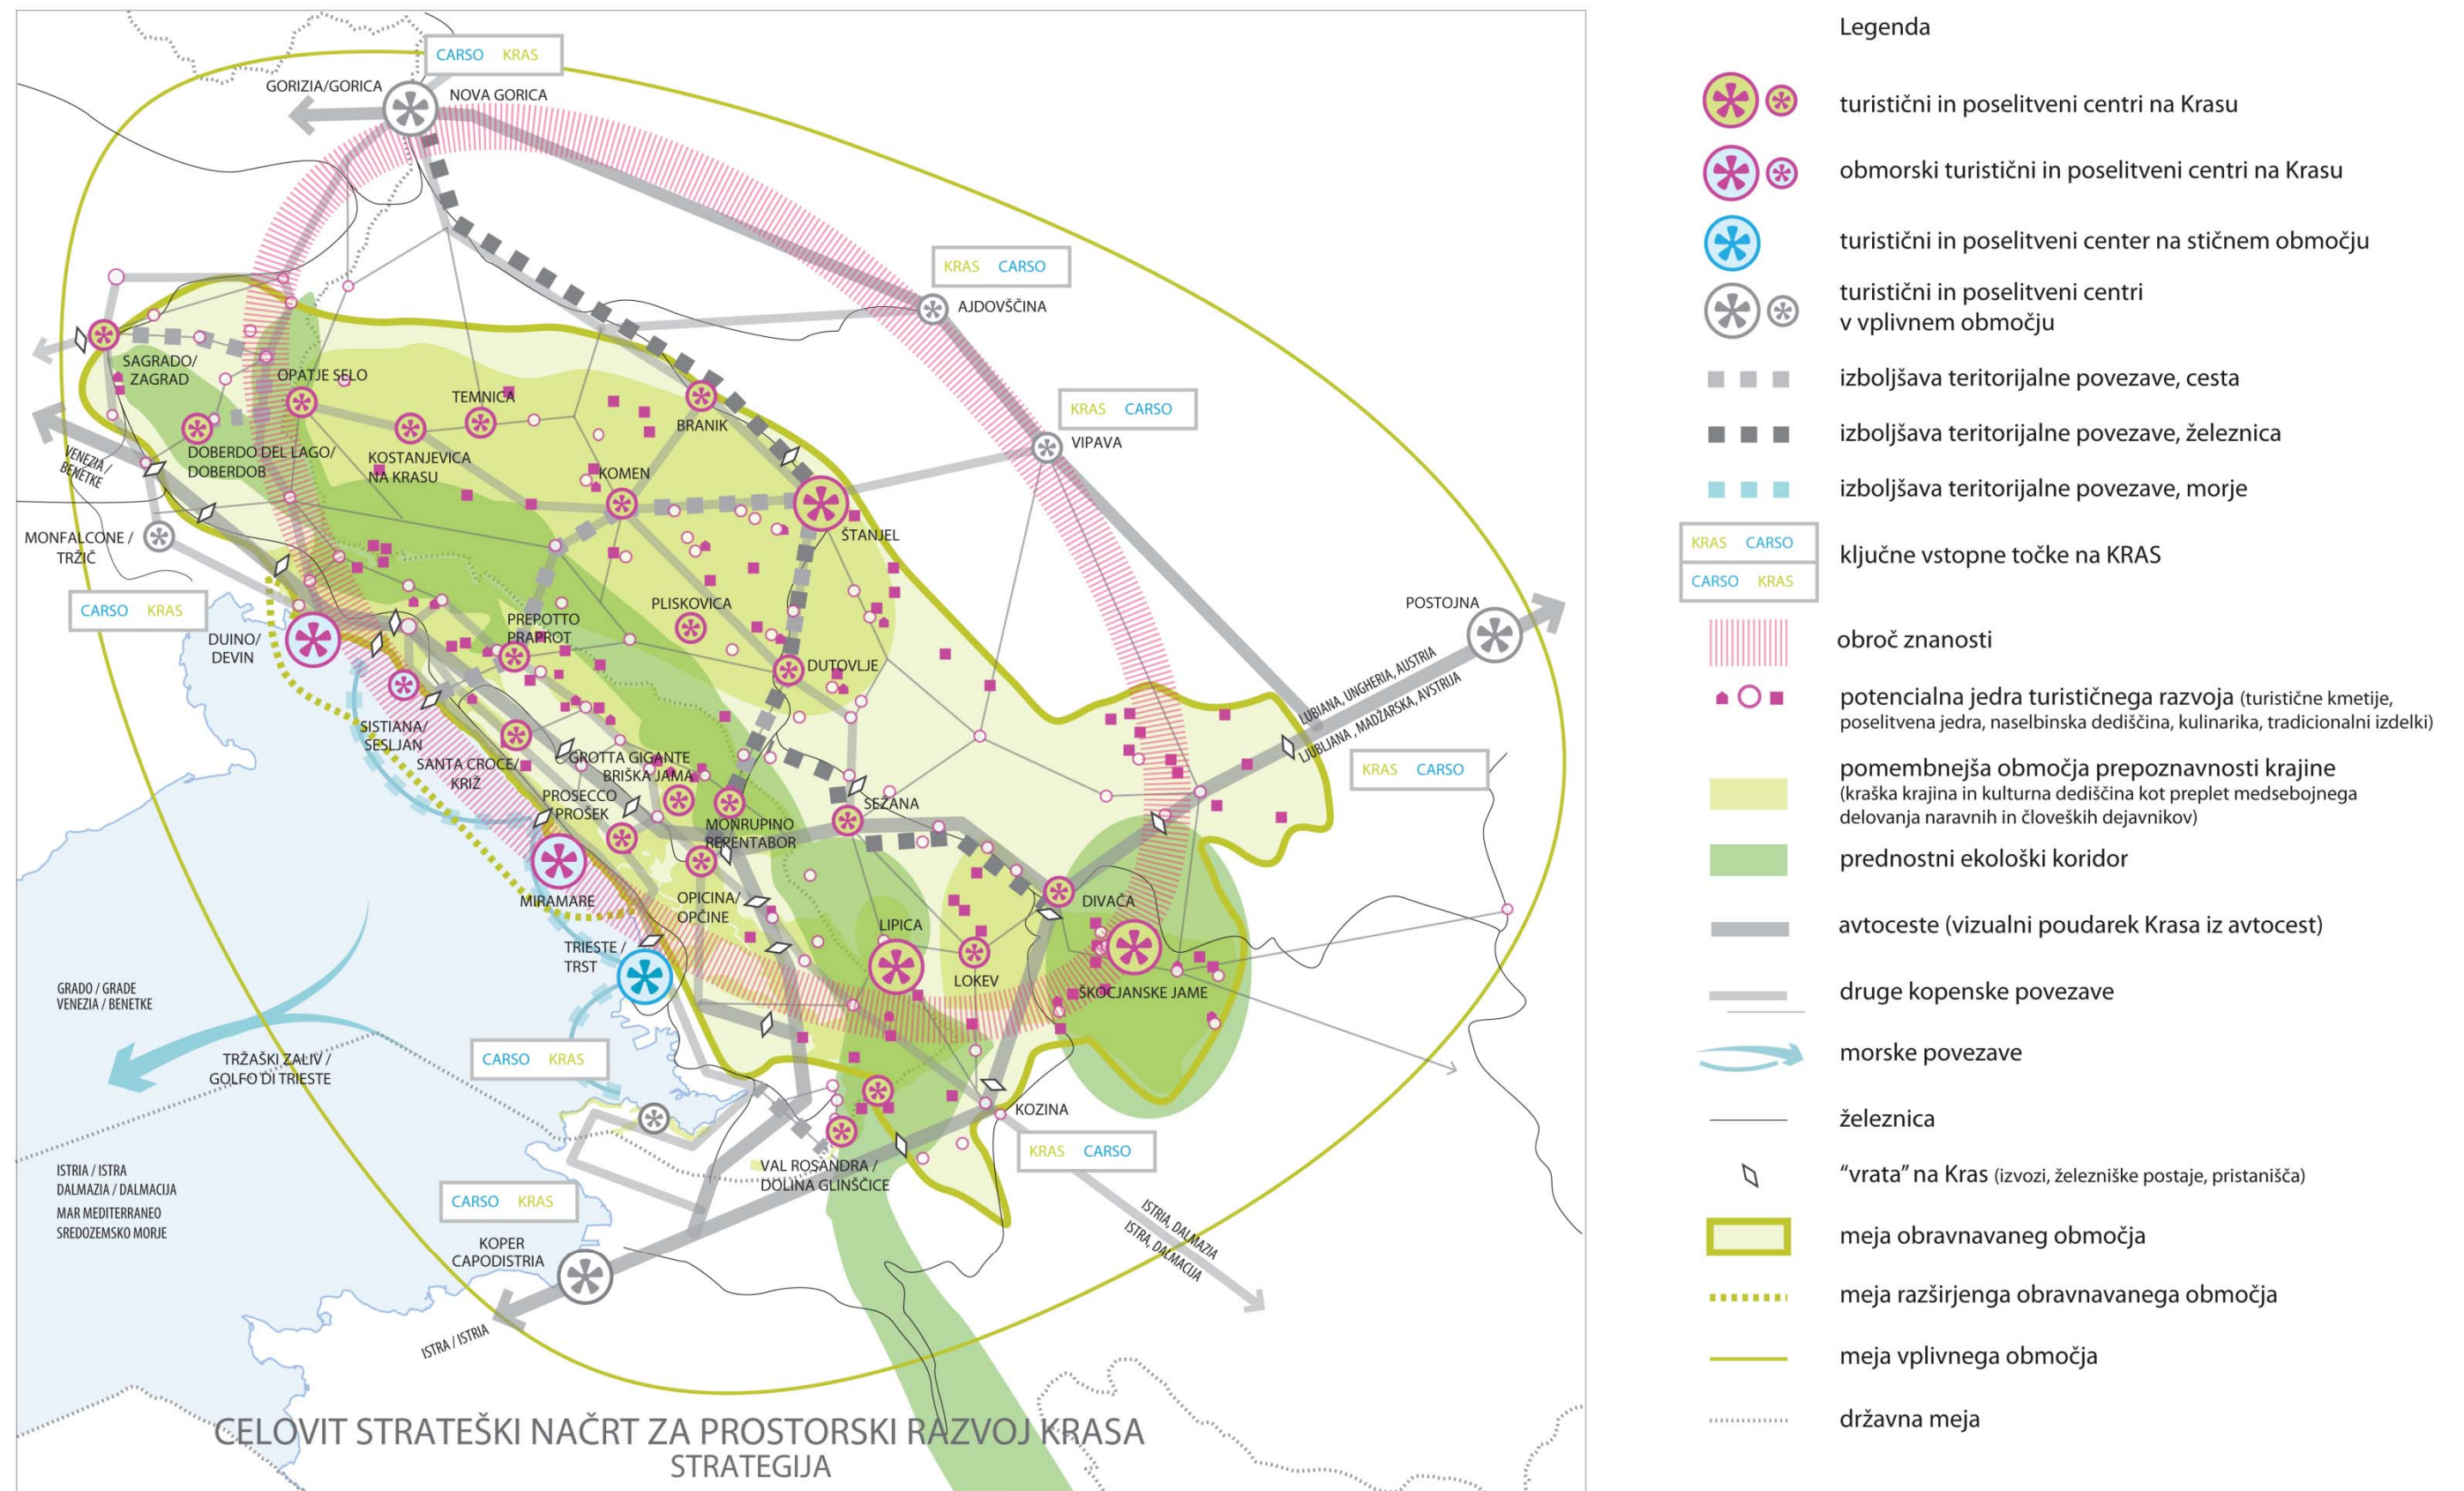 CARSO KRAS
GORIZIA/GORICA
NOVA GORICA
KRAS CARSO
AJDOVŠČINA
SAGRADO/
ZAGRAD
OPATJE SELO
TEMNICA
BRANIK
KRAS CARSO
VIPAVA
DOBERDO DEL LAGO/
DOBERDOB
KOSTANJEVICA
NA KRASU
KOMEN
VENEZIA /
BENETKE
MONFALCONE /
TRŽIČ
ŠTANJEL
CARSO KRAS
DUINO/
DEVIN
PREPOTTO
PRAPROT
PLISKOVICA
DUTOVLJE
POSTOJNA
LUBIANA, UNGHERIA, AUSTRIA
LJUBLJANA , MADŽARSKA, AVSTRIJA
KRAS CARSO
SISTIANA/
SESLJAN
SANTA CROCE/
KRIŽ
GROTTA GIGANTE
BRIŠKA JAMA
PROSECCO
PROŠEK
MONRUPINO
REPENTABOR
SEŽANA
MIRAMARE
OPICINA/
OPČINE
LIPICA
LOKEV
DIVAČA
ŠKOCJANSKE JAME
TRIESTE /
TRST
GRADO / GRADE
VENEZIA / BENETKE
TRŽAŠKI ZALIV /
GOLFO DI TRIESTE
CARSO KRAS
KOZINA
KRAS CARSO
VAL ROSANDRA /
DOLINA GLINŠČICE
ISTRIA / ISTRA
DALMAZIA / DALMACIJA
MAR MEDITERRANEO
SREDOZEMSKO MORJE
CARSO KRAS
KOPER
CAPODISTRIA
ISTRIA, DALMAZIA
ISTRA, DALMACIJA
ISTRA / ISTRIA
CELOVIT STRATEŠKI NAČRT ZA PROSTORSKI RAZVOJ KRASA
STRATEGIJA
Legenda
turistični in poselitveni centri na Krasu
obmorski turistični in poselitveni centri na Krasu
turistični in poselitveni center na stičnem območju
turistični in poselitveni centri
v vplivnem območju
izboljšava teritorijalne povezave, cesta
izboljšava teritorijalne povezave, železnica
izboljšava teritorijalne povezave, morje
KRAS CARSO
CARSO KRAS
ključne vstopne točke na KRAS
obroč znanosti
potencialna jedra turističnega razvoja (turistične kmetije,
poselitvena jedra, naselbinska dediščina, kulinarika, tradicionalni izdelki)
pomembnejša območja prepoznavnosti krajine
(kraška krajina in kulturna dediščina kot preplet medsebojnega
delovanja naravnih in človeških dejavnikov)
prednostni ekološki koridor
avtoceste (vizualni poudarek Krasa iz avtocest)
druge kopenske povezave
morske povezave
železnica
“vrata” na Kras (izvozi, železniške postaje, pristanišča)
meja obravnavaneg območja
meja razširjenga obravnavanega območja
meja vplivnega območja
državna meja